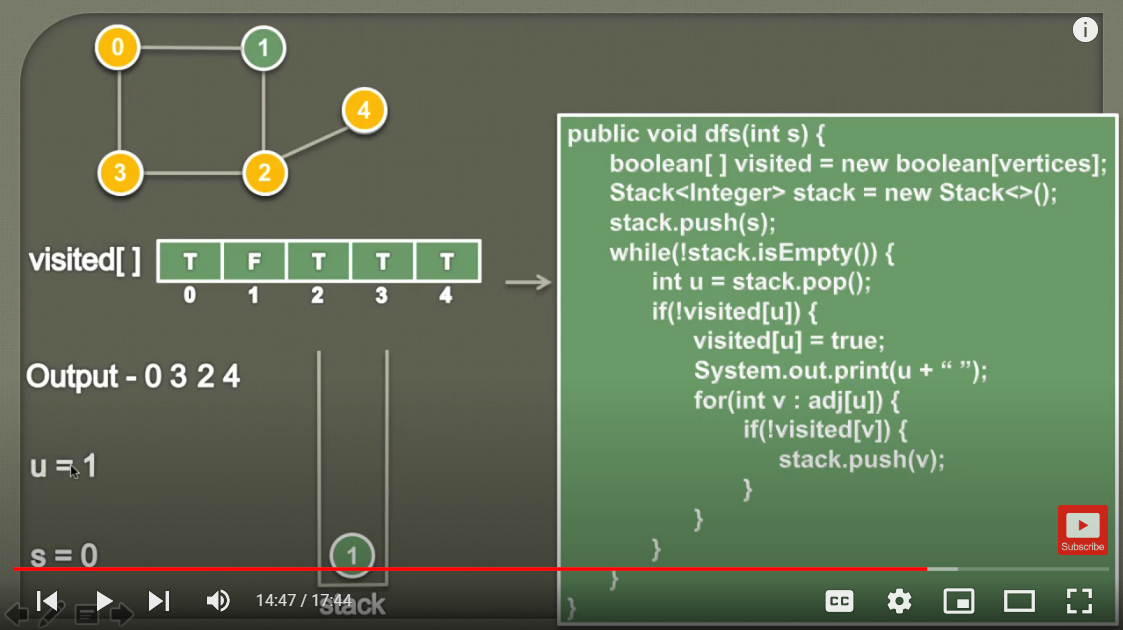 0
1
4
3
2
visited[ ]
T F T T T
0 1 2 3 4
Output - 0 3 2 4
u = 1
s = 0
1
stack
public void dfs(int s) {
boolean[ ] visited = new boolean[vertices];
Stack<Integer> stack = new Stack<>();
stack.push(s);
while(!stack.isEmpty()) {
int u = stack.pop();
if(!visited[u]) {
visited[u] = true;
System.out.print(u + “ ”);
for(int v : adj[u]) {
if(!visited[v]) {
stack.push(v);
}
}
}
}
}
i
Subscribe
14:47 / 17:44
CC